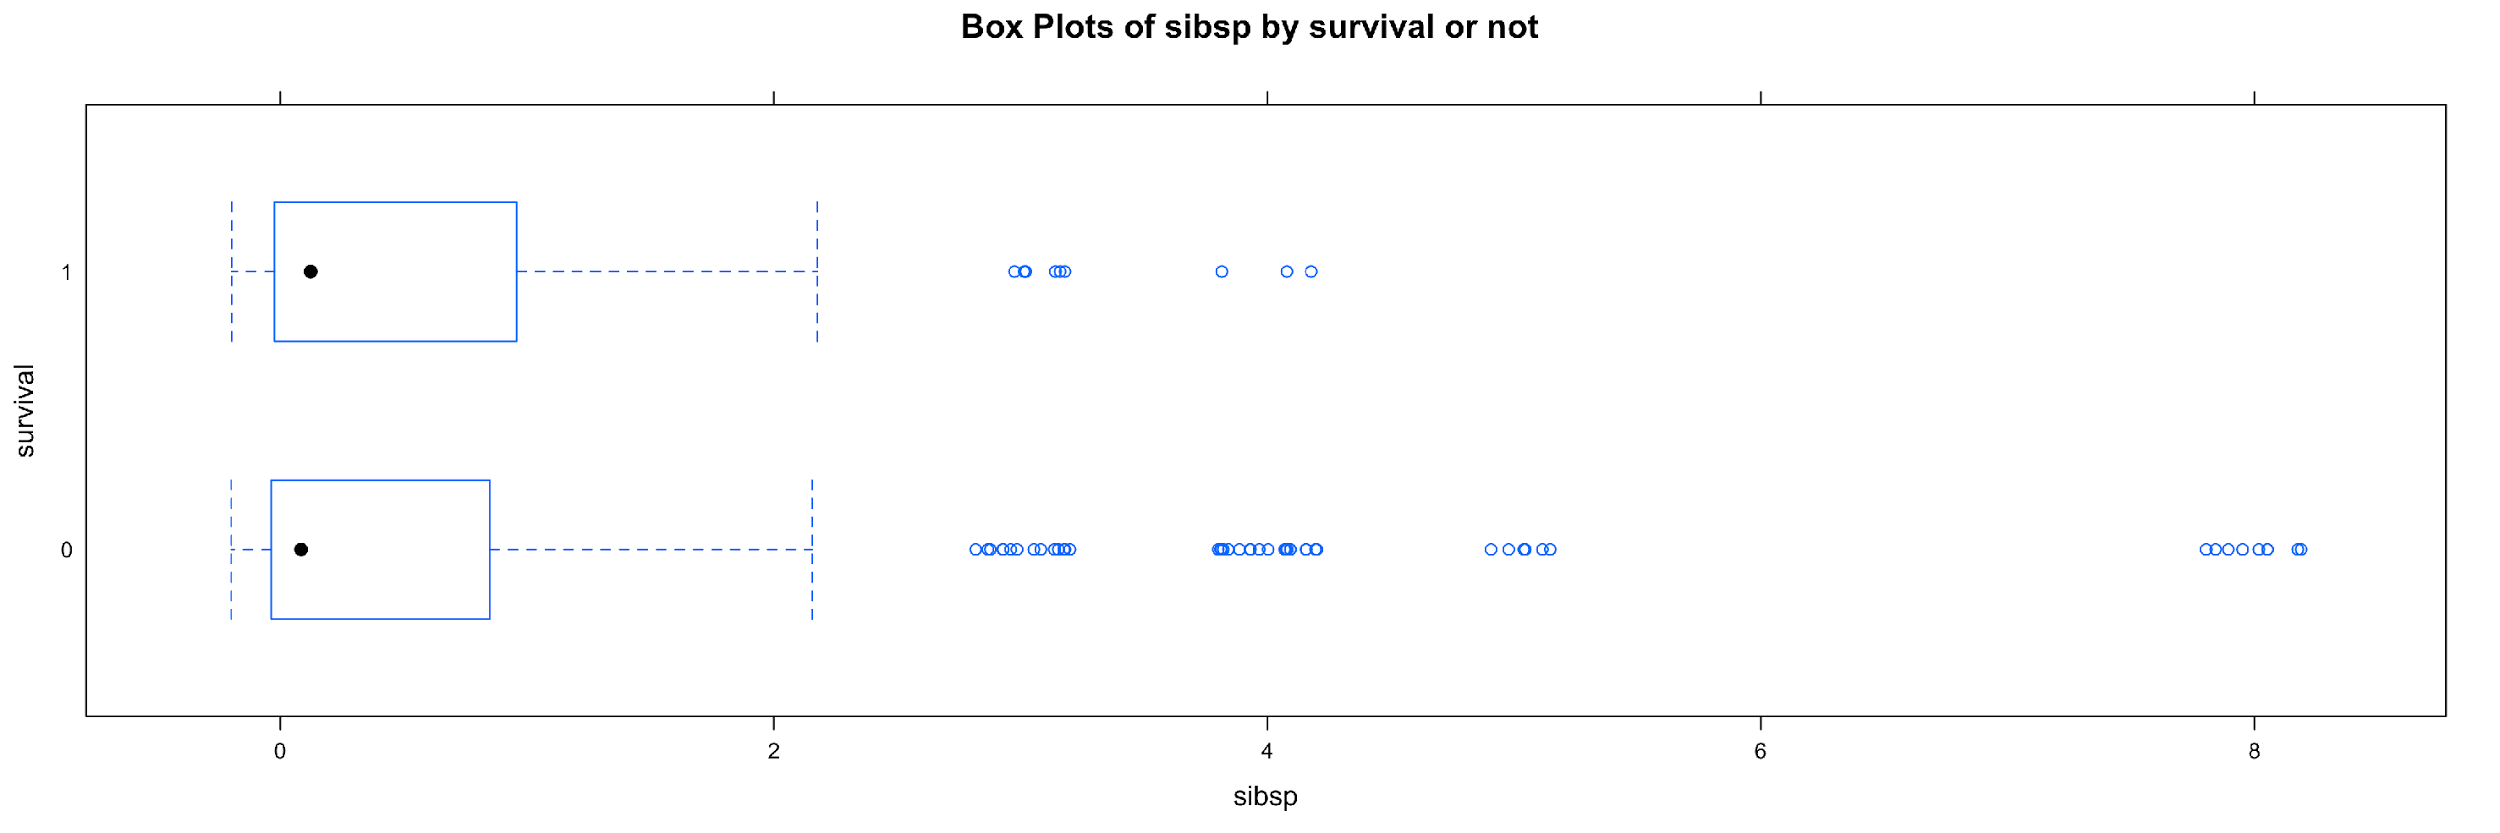 Box Plots of sibsp by survival or not
survival
1
0
0 2 4 6 8
sibsp